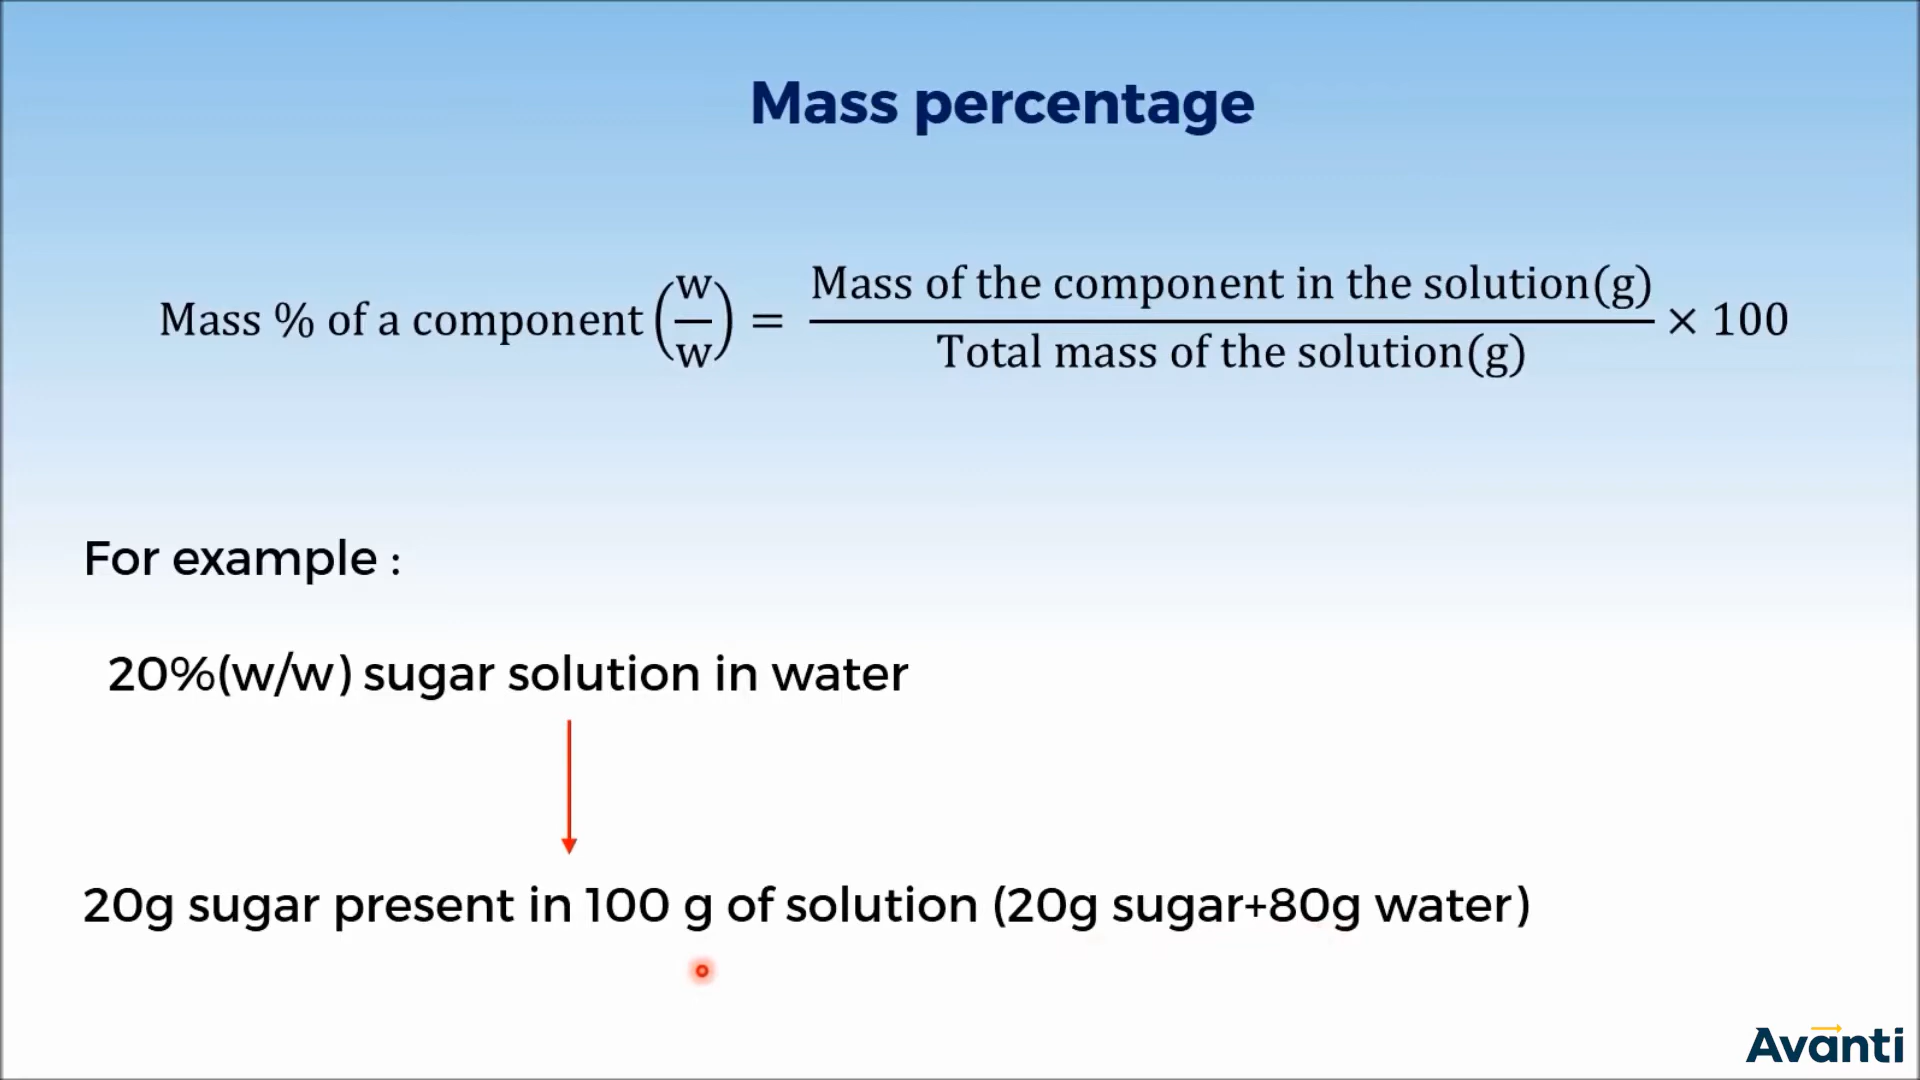 Mass percentage
Mass % of a component (w/w) = Mass of the component in the solution(g) / Total mass of the solution(g) × 100
For example :
20%(w/w) sugar solution in water
20g sugar present in 100 g of solution (20g sugar+80g water)
Avanti